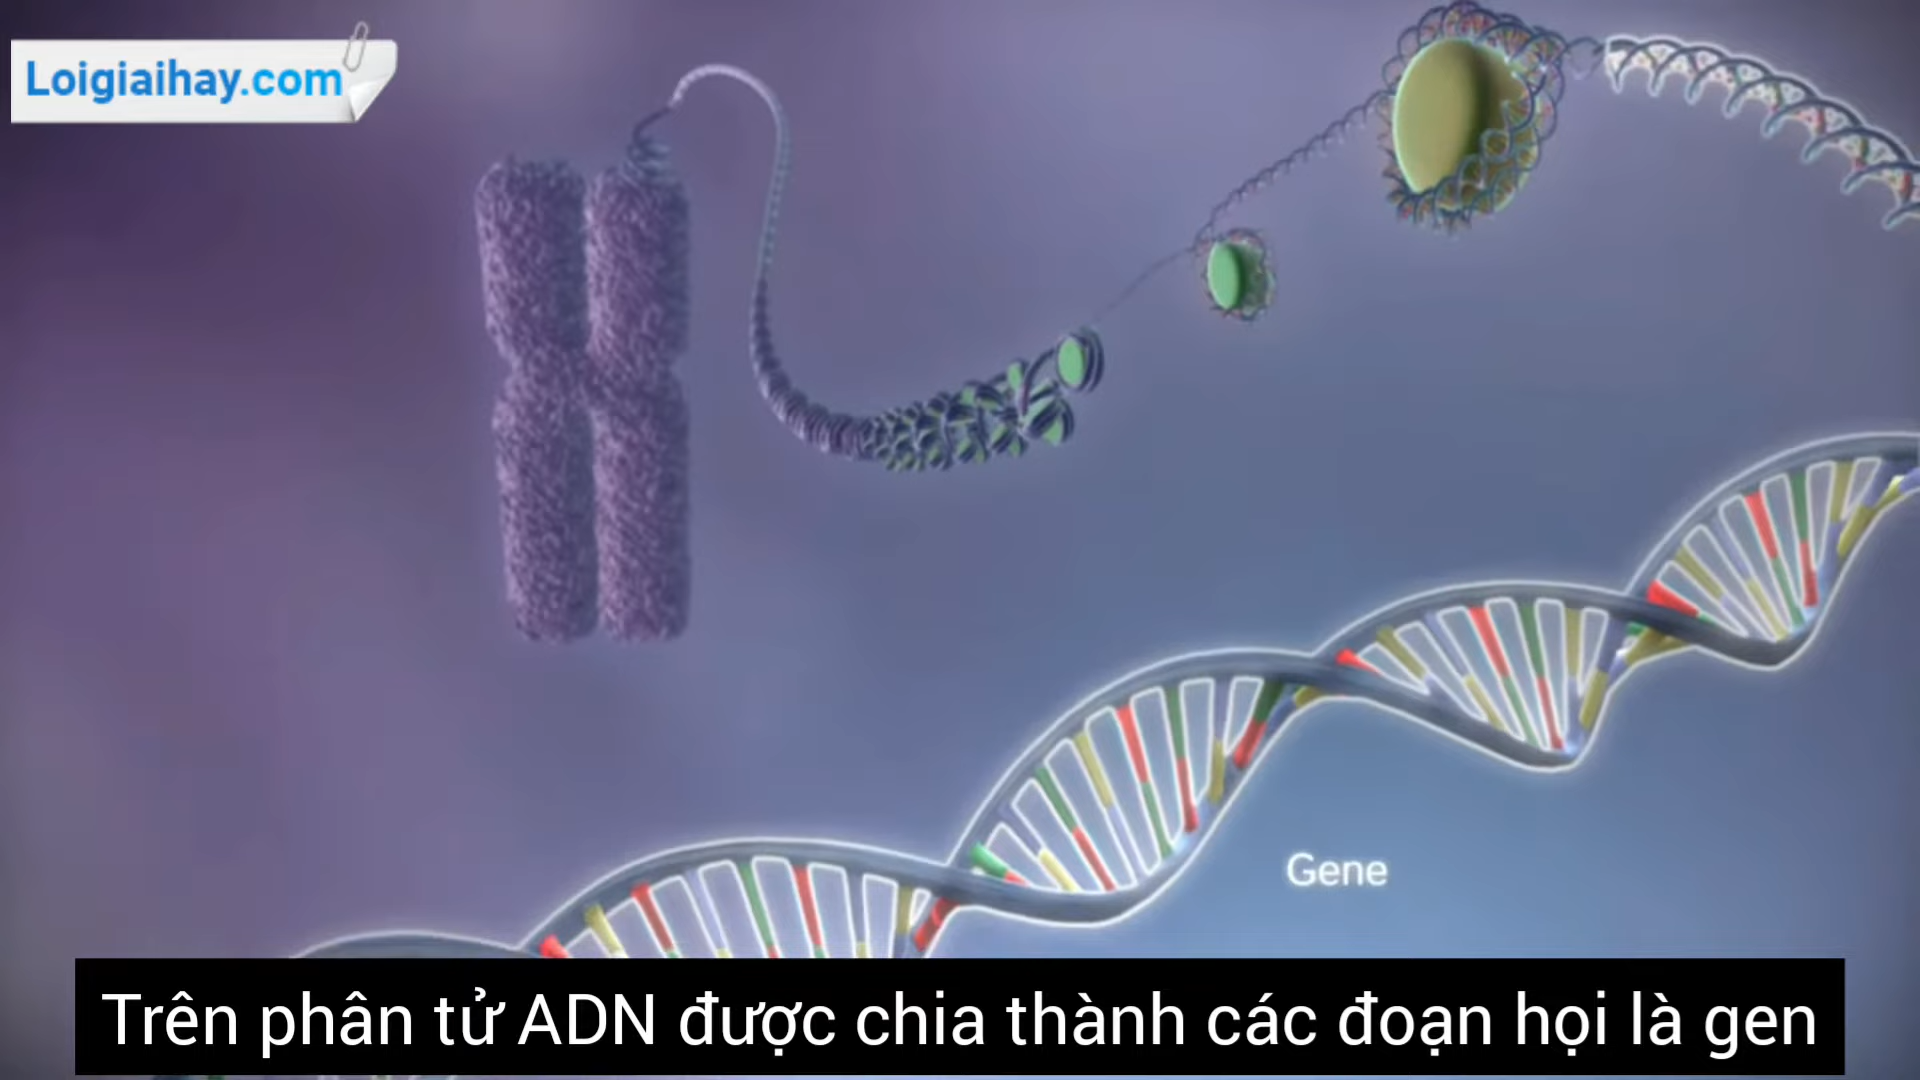 Loigiaihay.com
Gene
Trên phân tử ADN được chia thành các đoạn họi là gen